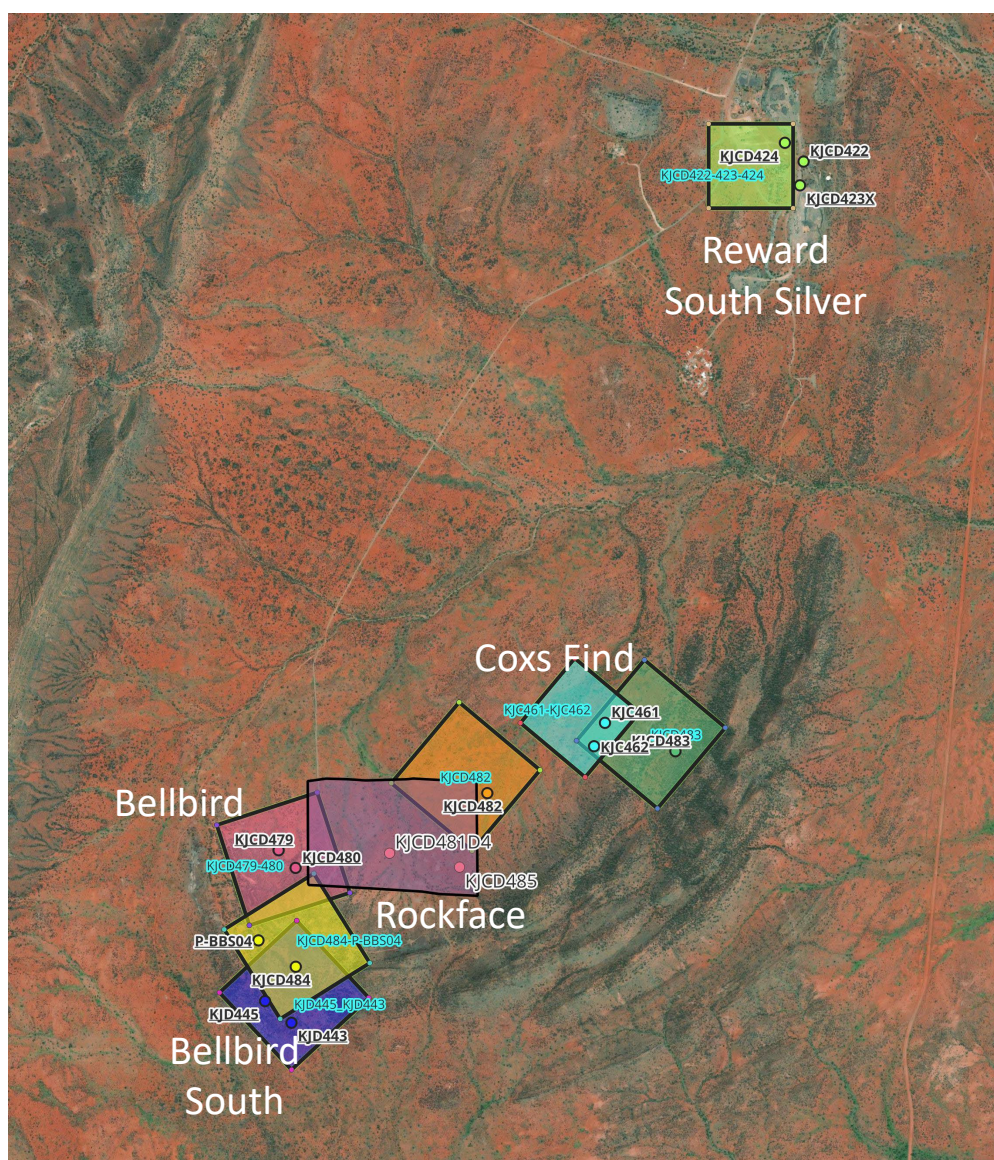 KJCD424
KJCD422
KJCD422-423-424
KJCD423X
Reward
South Silver
Coxs Find
KJC461-KJC462
KJC461
KJCD483
KJC462
KJCD483
KJCD482
KJCD482
Bellbird
KJCD479
KJCD481D4
KJCD480
KJCD479-480
KJCD485
Rockface
P-BBS04
KJCD484-P-BBS04
KJCD484
KJD445_KJD443
KJD445
KJD443
Bellbird
South